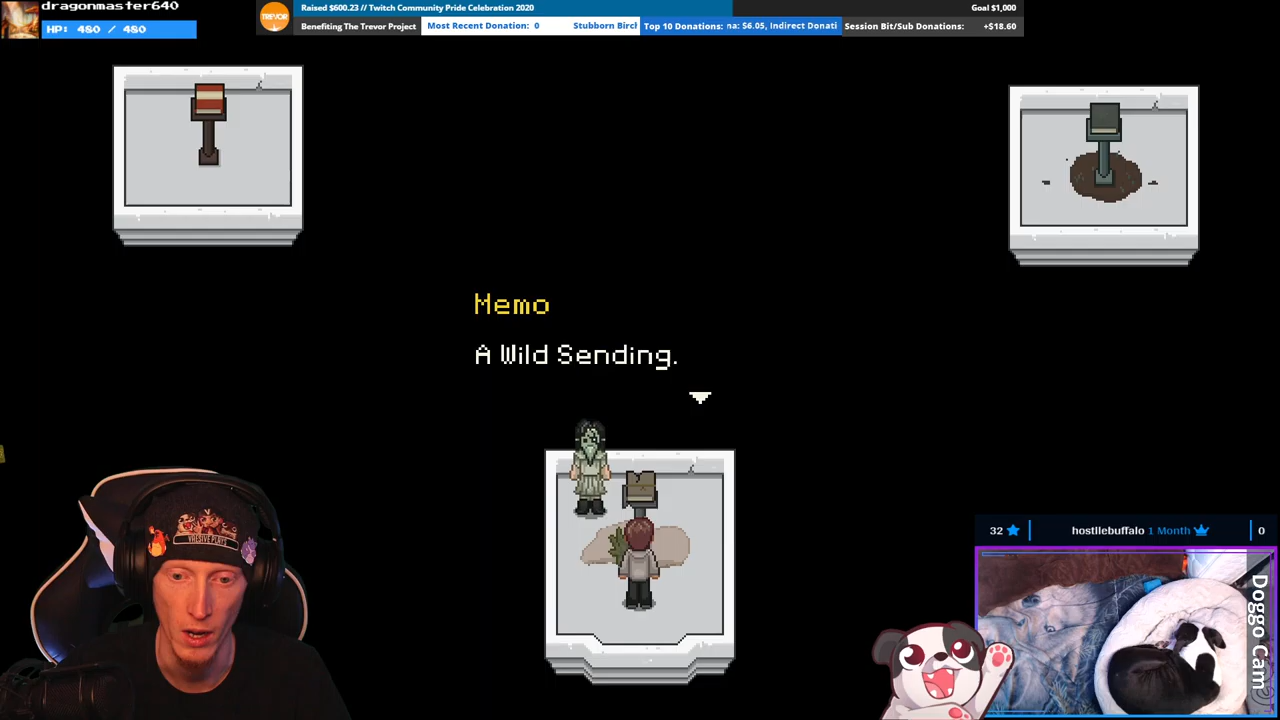 dragonmaster640
HP: 480 / 480
TREVOR
Raised $600.23 // Twitch Community Pride Celebration 2020
Goal $1,000
Benefiting The Trevor Project
Most Recent Donation: 0
Stubborn Birch
Top 10 Donations:
na: $6.05, Indirect Donati
Session Bit/Sub Donations:
+$18.60
Memo
A Wild Sending.
32
hostilebuffalo 1 Month
0
Doggo Cam